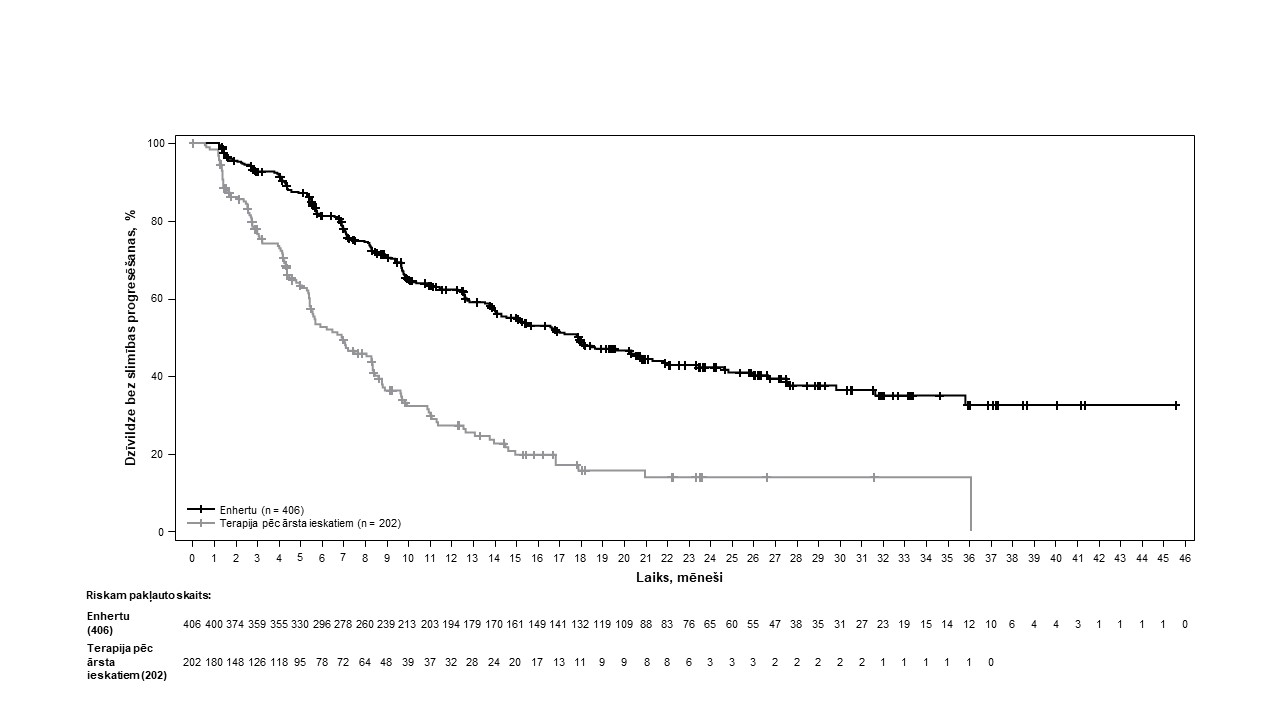 100
80
60
40
20
0
Dzīvildze bez slimības progresēšanas, %
Enhertu (n = 406)
Terapija pēc ārsta ieskatiem (n = 202)
0 1 2 3 4 5 6 7 8 9 10 11 12 13 14 15 16 17 18 19 20 21 22 23 24 25 26 27 28 29 30 31 32 33 34 35 36 37 38 39 40 41 42 43 44 45 46
Laiks, mēneši
Riskam pakļauto skaits:
Enhertu
(406)
406 400 374 359 355 330 296 278 260 239 213 203 194 179 170 161 149 141 132 119 109 88 83 76 65 60 55 47 38 35 31 27 23 19 15 14 12 10 6 4 4 3 1 1 1 1 0
Terapija pēc
ārsta
ieskatiem (202)
202 180 148 126 118 95 78 72 64 48 39 37 32 28 24 20 17 13 11 9 9 8 8 6 3 3 3 2 2 2 2 2 1 1 1 1 1 0